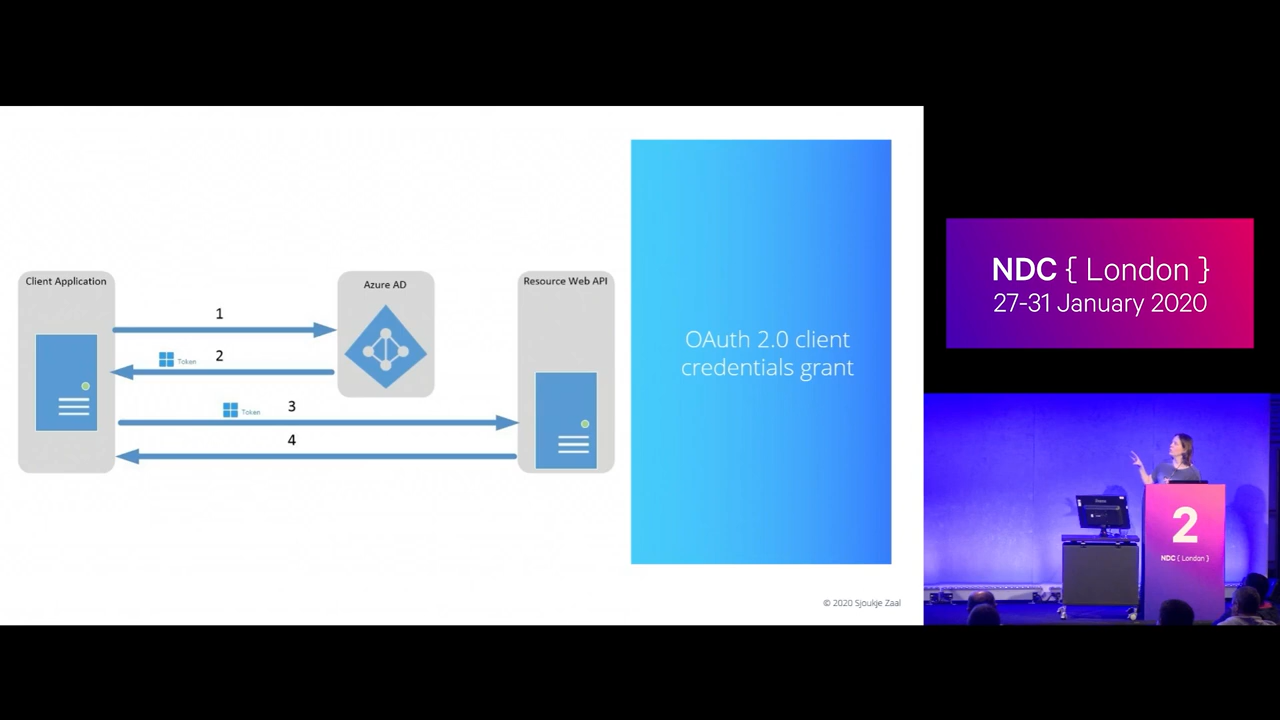 Client Application
Azure AD
Resource Web API
1
Token
2
Token
3
4
OAuth 2.0 client
credentials grant
© 2020 Sjoukje Zaal
NDC { London }
27-31 January 2020
2
NDC { London }